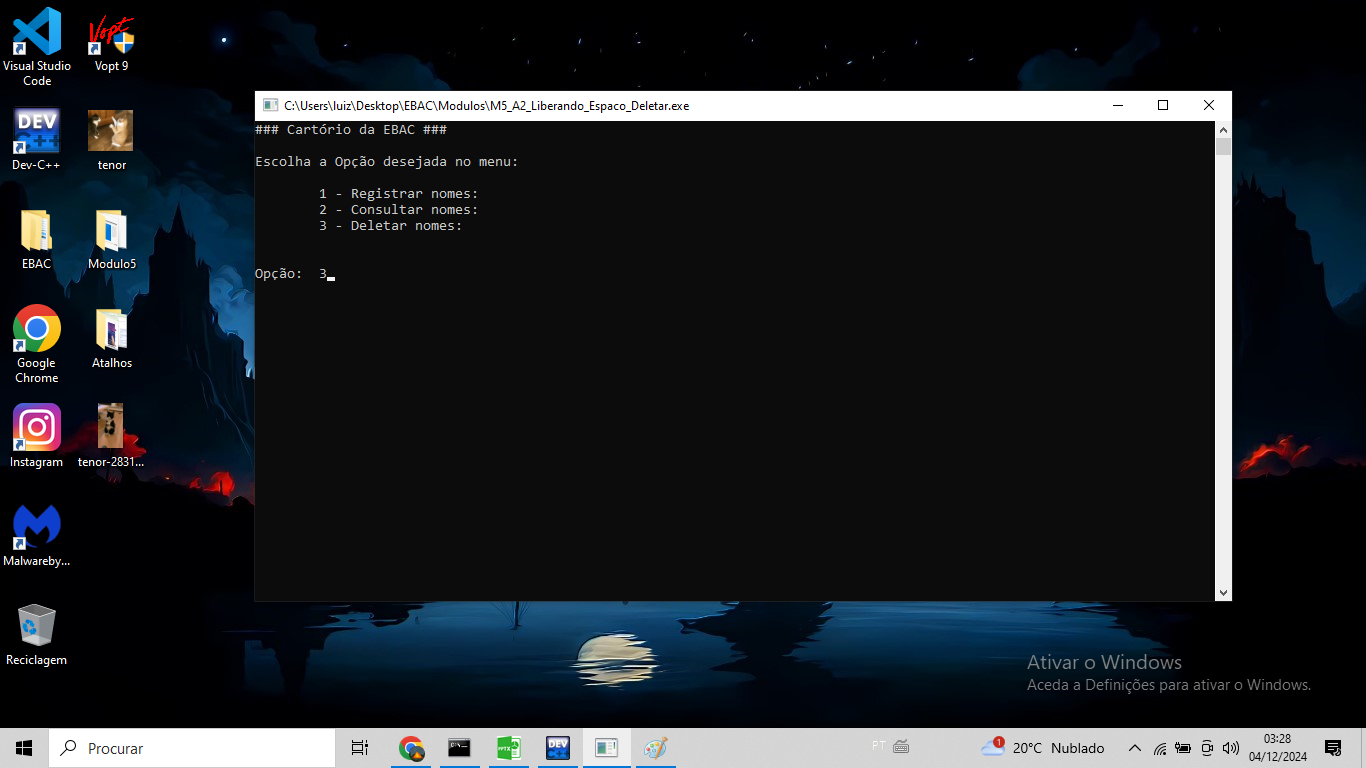 Visual Studio
Code
Vopt
Vopt 9
DEV
C++
Dev-C++
tenor
EBAC
Modulo5
Google
Chrome
Atalhos
Instagram
tenor-2831...
Malwareby...
Reciclagem
C:\Users\luiz\Desktop\EBAC\Modulos\M5_A2_Liberando_Espaco_Deletar.exe
### Cartório da EBAC ###
Escolha a Opção desejada no menu:
1 - Registrar nomes:
2 - Consultar nomes:
3 - Deletar nomes:
Opção: 3
Ativar o Windows
Aceda a Definições para ativar o Windows.
Procurar
PPTX
DEV
PT
1
20°C Nublado
03:28
04/12/2024